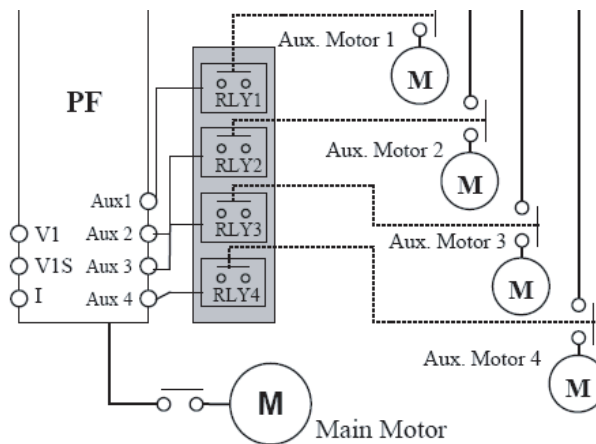 Aux. Motor 1
M
RLY1
PF
Aux. Motor 2
M
RLY2
Aux1
V1 Aux 2
RLY3
Aux. Motor 3
M
V1S Aux 3
I Aux 4
RLY4
Aux. Motor 4
M
M
Main Motor